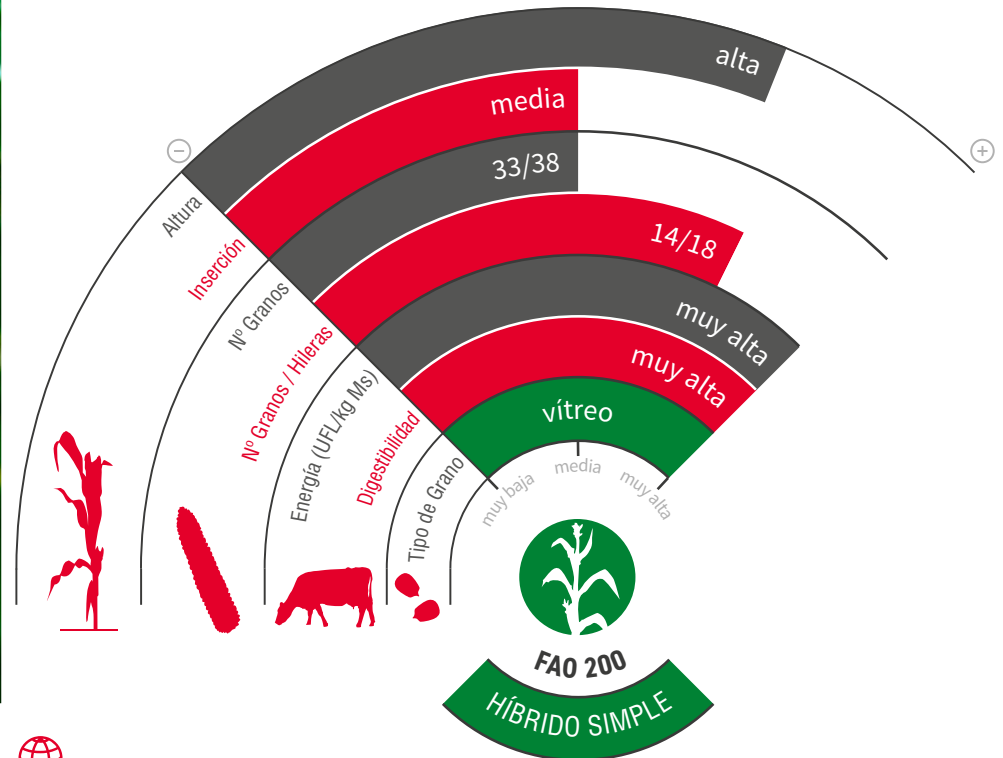 alta
media
33/38
14/18
muy alta
muy alta
vítreo
−
+
Altura
Inserción
Nº Granos
Nº Granos / Hileras
Energía (UFL/kg Ms)
Digestibilidad
Tipo de Grano
muy baja
media
muy alta
FAO 200
HÍBRIDO SIMPLE